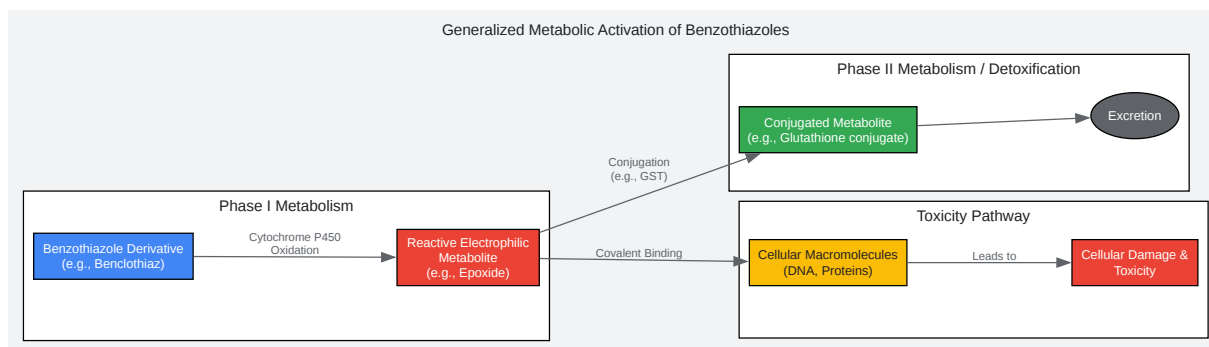 Generalized Metabolic Activation of Benzothiazoles
Phase II Metabolism / Detoxification
Conjugated Metabolite
(e.g., Glutathione conjugate)
Excretion
Conjugation
(e.g., GST)
Phase I Metabolism
Benzothiazole Derivative
(e.g., Benclothiaz)
Cytochrome P450
Oxidation
Reactive Electrophilic
Metabolite
(e.g., Epoxide)
Covalent Binding
Toxicity Pathway
Cellular Macromolecules
(DNA, Proteins)
Leads to
Cellular Damage &
Toxicity